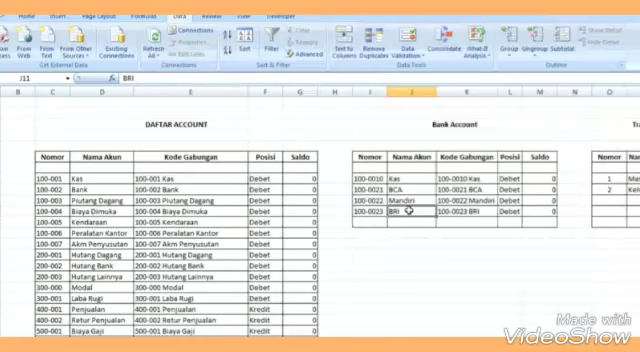 Home Insert Page Layout Formulas Data Review View Developer
From Web From Text From Other Sources Existing Connections Refresh All Connections Properties Sort Filter Clear Reapply Advanced Text to Columns Remove Duplicates Data Validation Consolidate What-If Analysis Group Ungroup Subtotal Show Detail Hide Detail
Get External Data Connections Sort & Filter Data Tools Outline
J11 BRI
B C D E F G H I J K L M N O
DAFTAR ACCOUNT Bank Account
Nomor Nama Akun Kode Gabungan Posisi Saldo Nomor Nama Akun Kode Gabungan Posisi Saldo Nomor
100-001 Kas 100-001 Kas Debet 0 100-0010 Kas 100-0010 Kas Debet 0 1
100-002 Bank 100-002 Bank Debet 0 100-0021 BCA 100-0021 BCA Debet 0 2
100-003 Piutang Dagang 100-003 Piutang Dagang Debet 0 100-0022 Mandiri 100-0022 Mandiri Debet 0
100-004 Biaya Dimuka 100-004 Biaya Dimuka Debet 0 100-0023 BRI 100-0023 BRI Debet 0
100-005 Kendaraan 100-005 Kendaraan Debet 0
100-006 Peralatan Kantor 100-006 Peralatan Kantor Debet 0
100-007 Akm Penyusutan 100-007 Akm Penyusutan Debet 0
200-001 Hutang Dagang 200-001 Hutang Dagang Debet 0
200-002 Hutang Bank 200-002 Hutang Bank Debet 0
200-003 Hutang Lainnya 200-003 Hutang Lainnya Debet 0
300-000 Modal 300-000 Modal Debet 0
300-001 Laba Rugi 300-001 Laba Rugi Debet 0
400-001 Penjualan 400-001 Penjualan Kredit 0
400-002 Retur Penjualan 400-002 Retur Penjualan Kredit 0
500-001 Biaya Gaji 500-001 Biaya Gaji Kredit 0
Made with
VideoShow